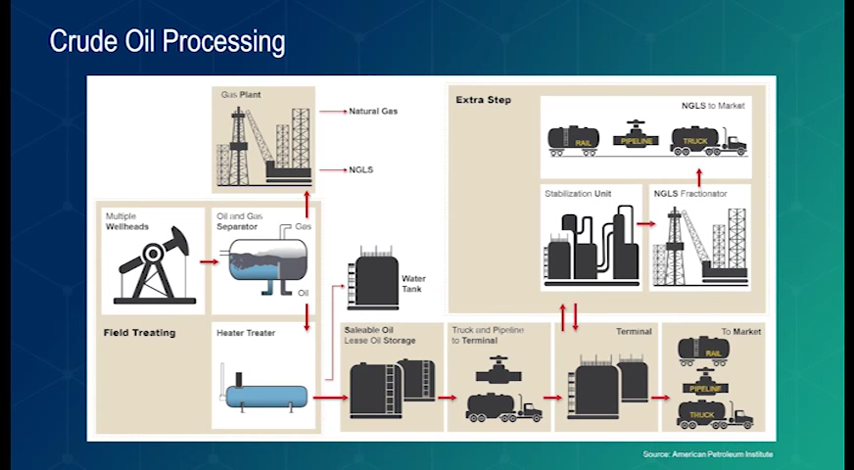 Crude Oil Processing
Gas Plant
Natural Gas
NGLS
Extra Step
NGLS to Market
RAIL
PIPELINE
TRUCK
Stabilization Unit
NGLS Fractionator
Multiple
Wellheads
Oil and Gas
Separator
Gas
Oil
Water
Tank
Field Treating
Heater Treater
Saleable Oil
Lease Oil Storage
Truck and Pipeline
to Terminal
Terminal
To Market
RAIL
PIPELINE
TRUCK
Source: American Petroleum Institute